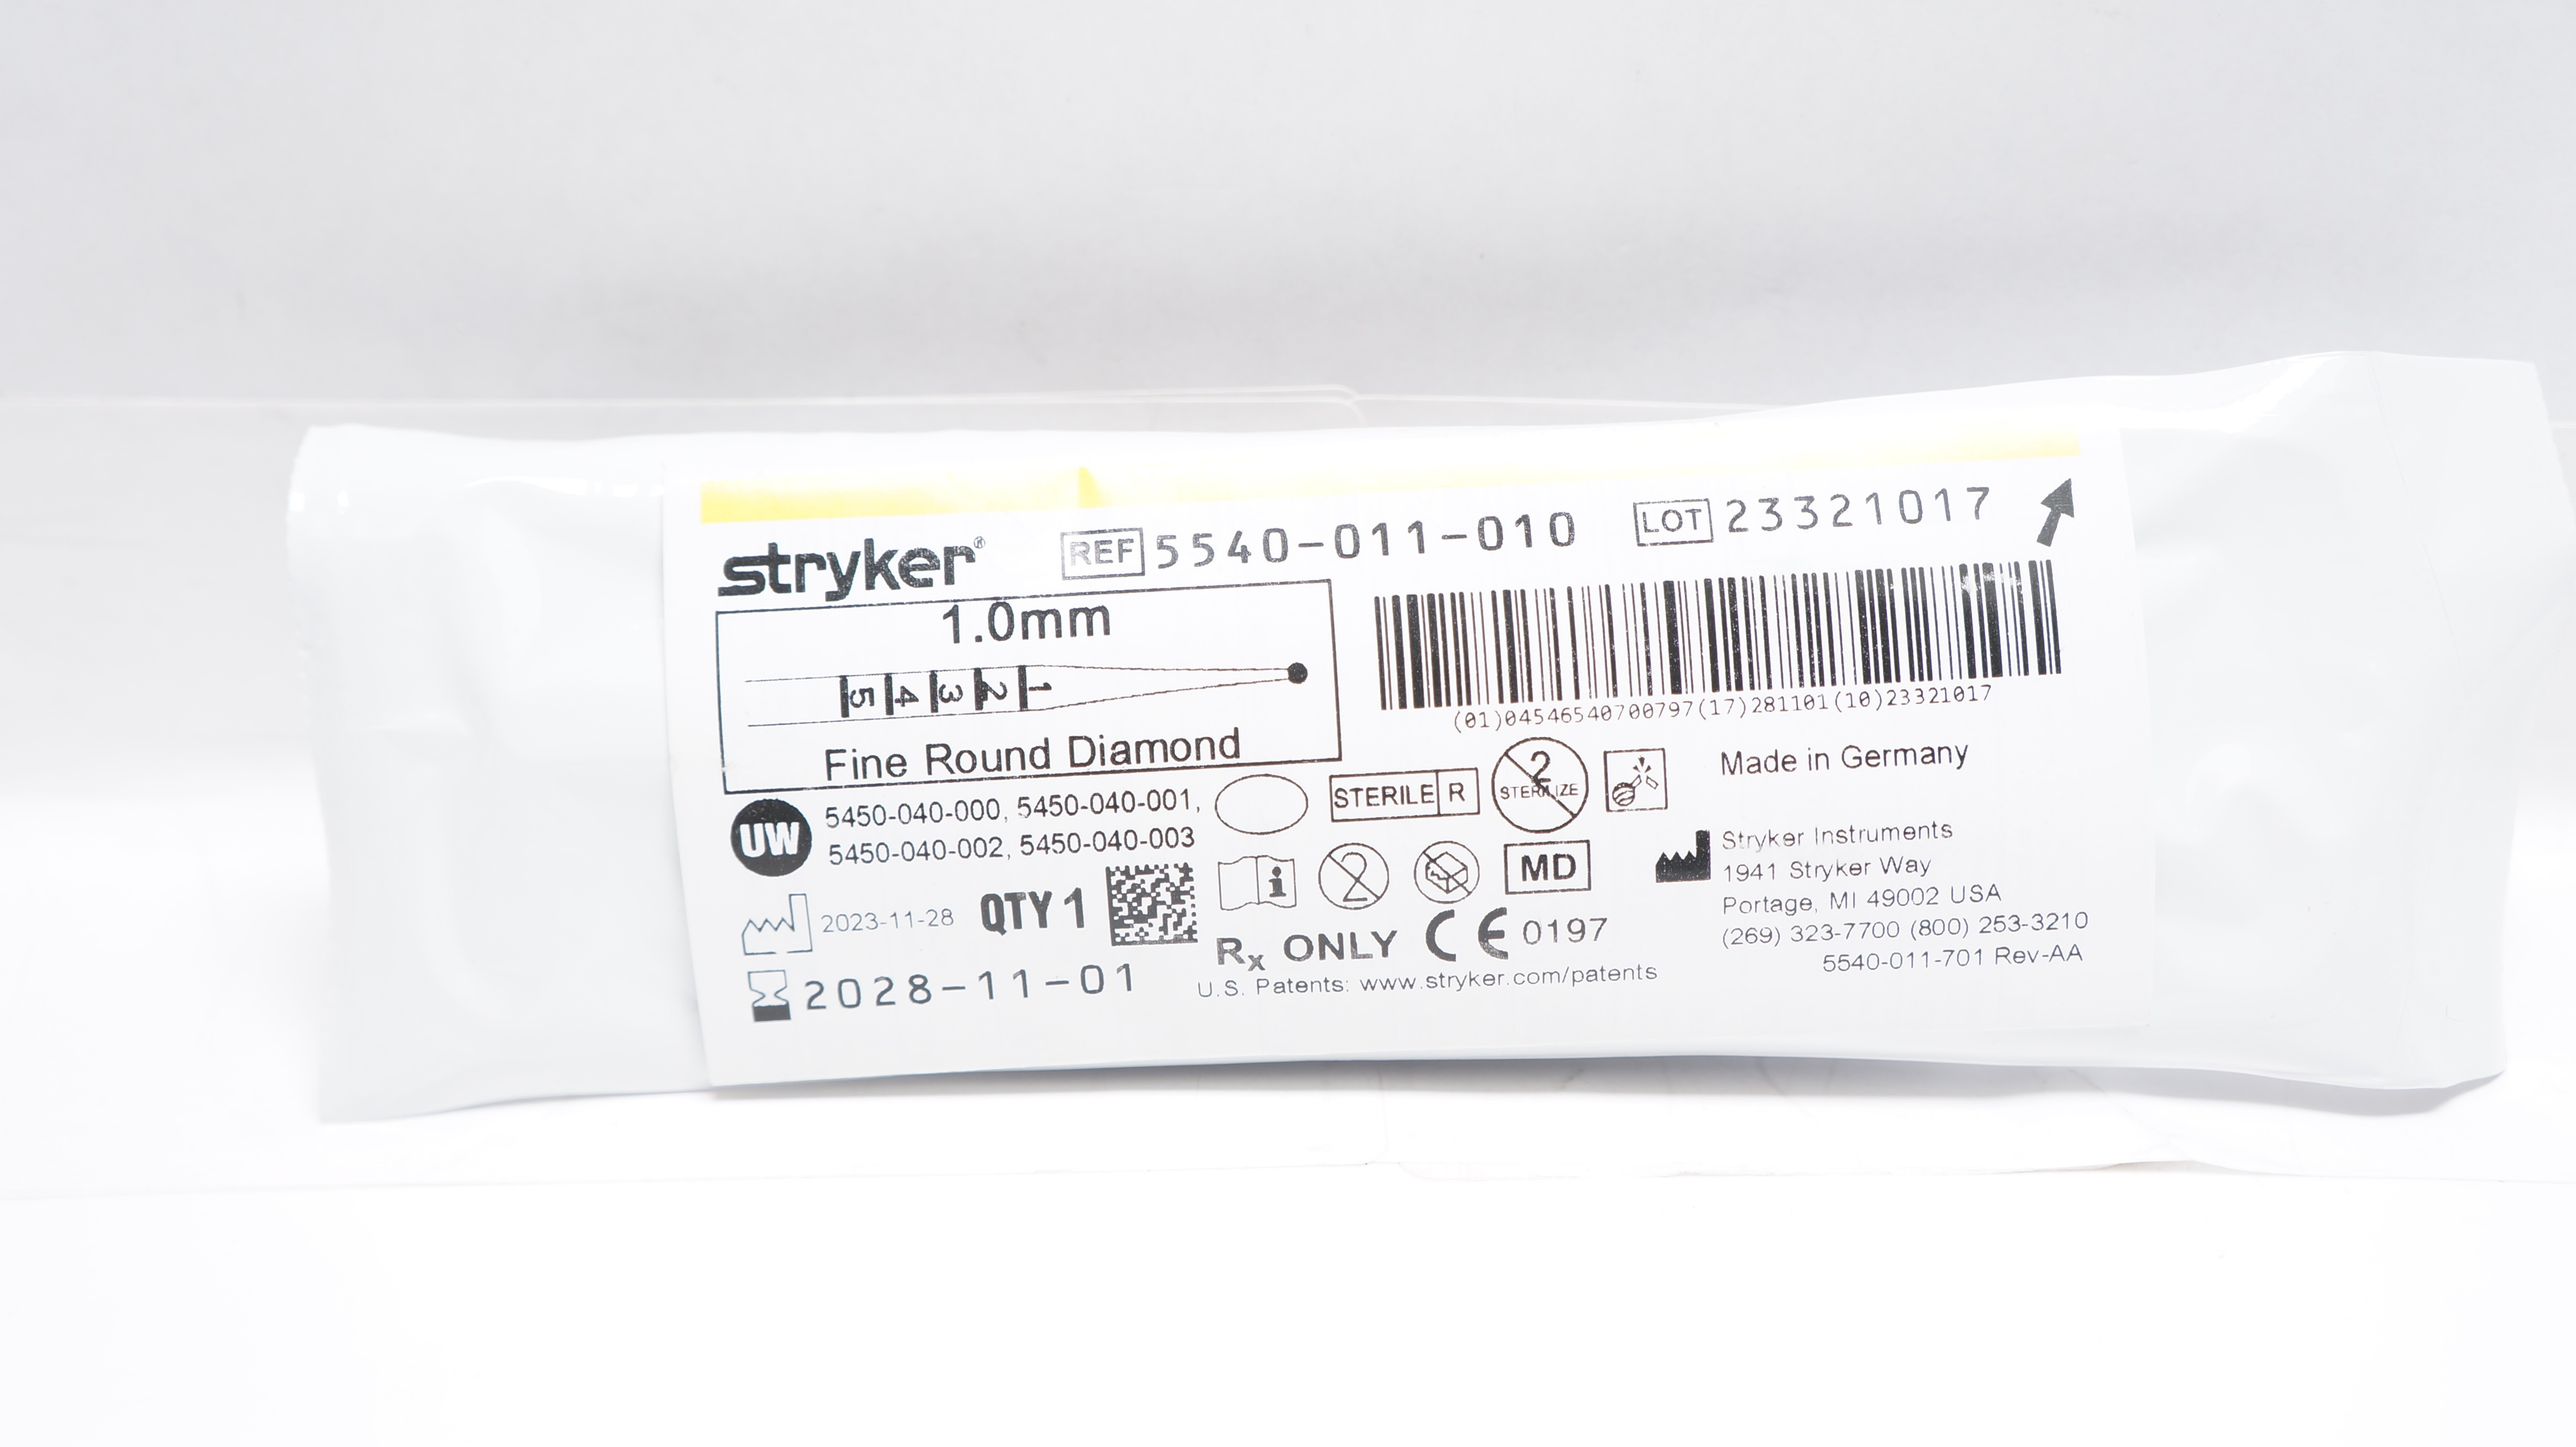 stryker®
REF 5540-011-010
LOT 23321017
1.0mm
5 4 3 2 1
Fine Round Diamond
(01)04546540700797(17)281101(10)23321017
UW
5450-040-000, 5450-040-001,
5450-040-002, 5450-040-003
STERILE R
2
STERILIZE
Made in Germany
2023-11-28
QTY 1
2
MD
Stryker Instruments
1941 Stryker Way
Portage, MI 49002 USA
(269) 323-7700 (800) 253-3210
5540-011-701 Rev-AA
2028-11-01
Rx ONLY CE 0197
U.S. Patents: www.stryker.com/patents